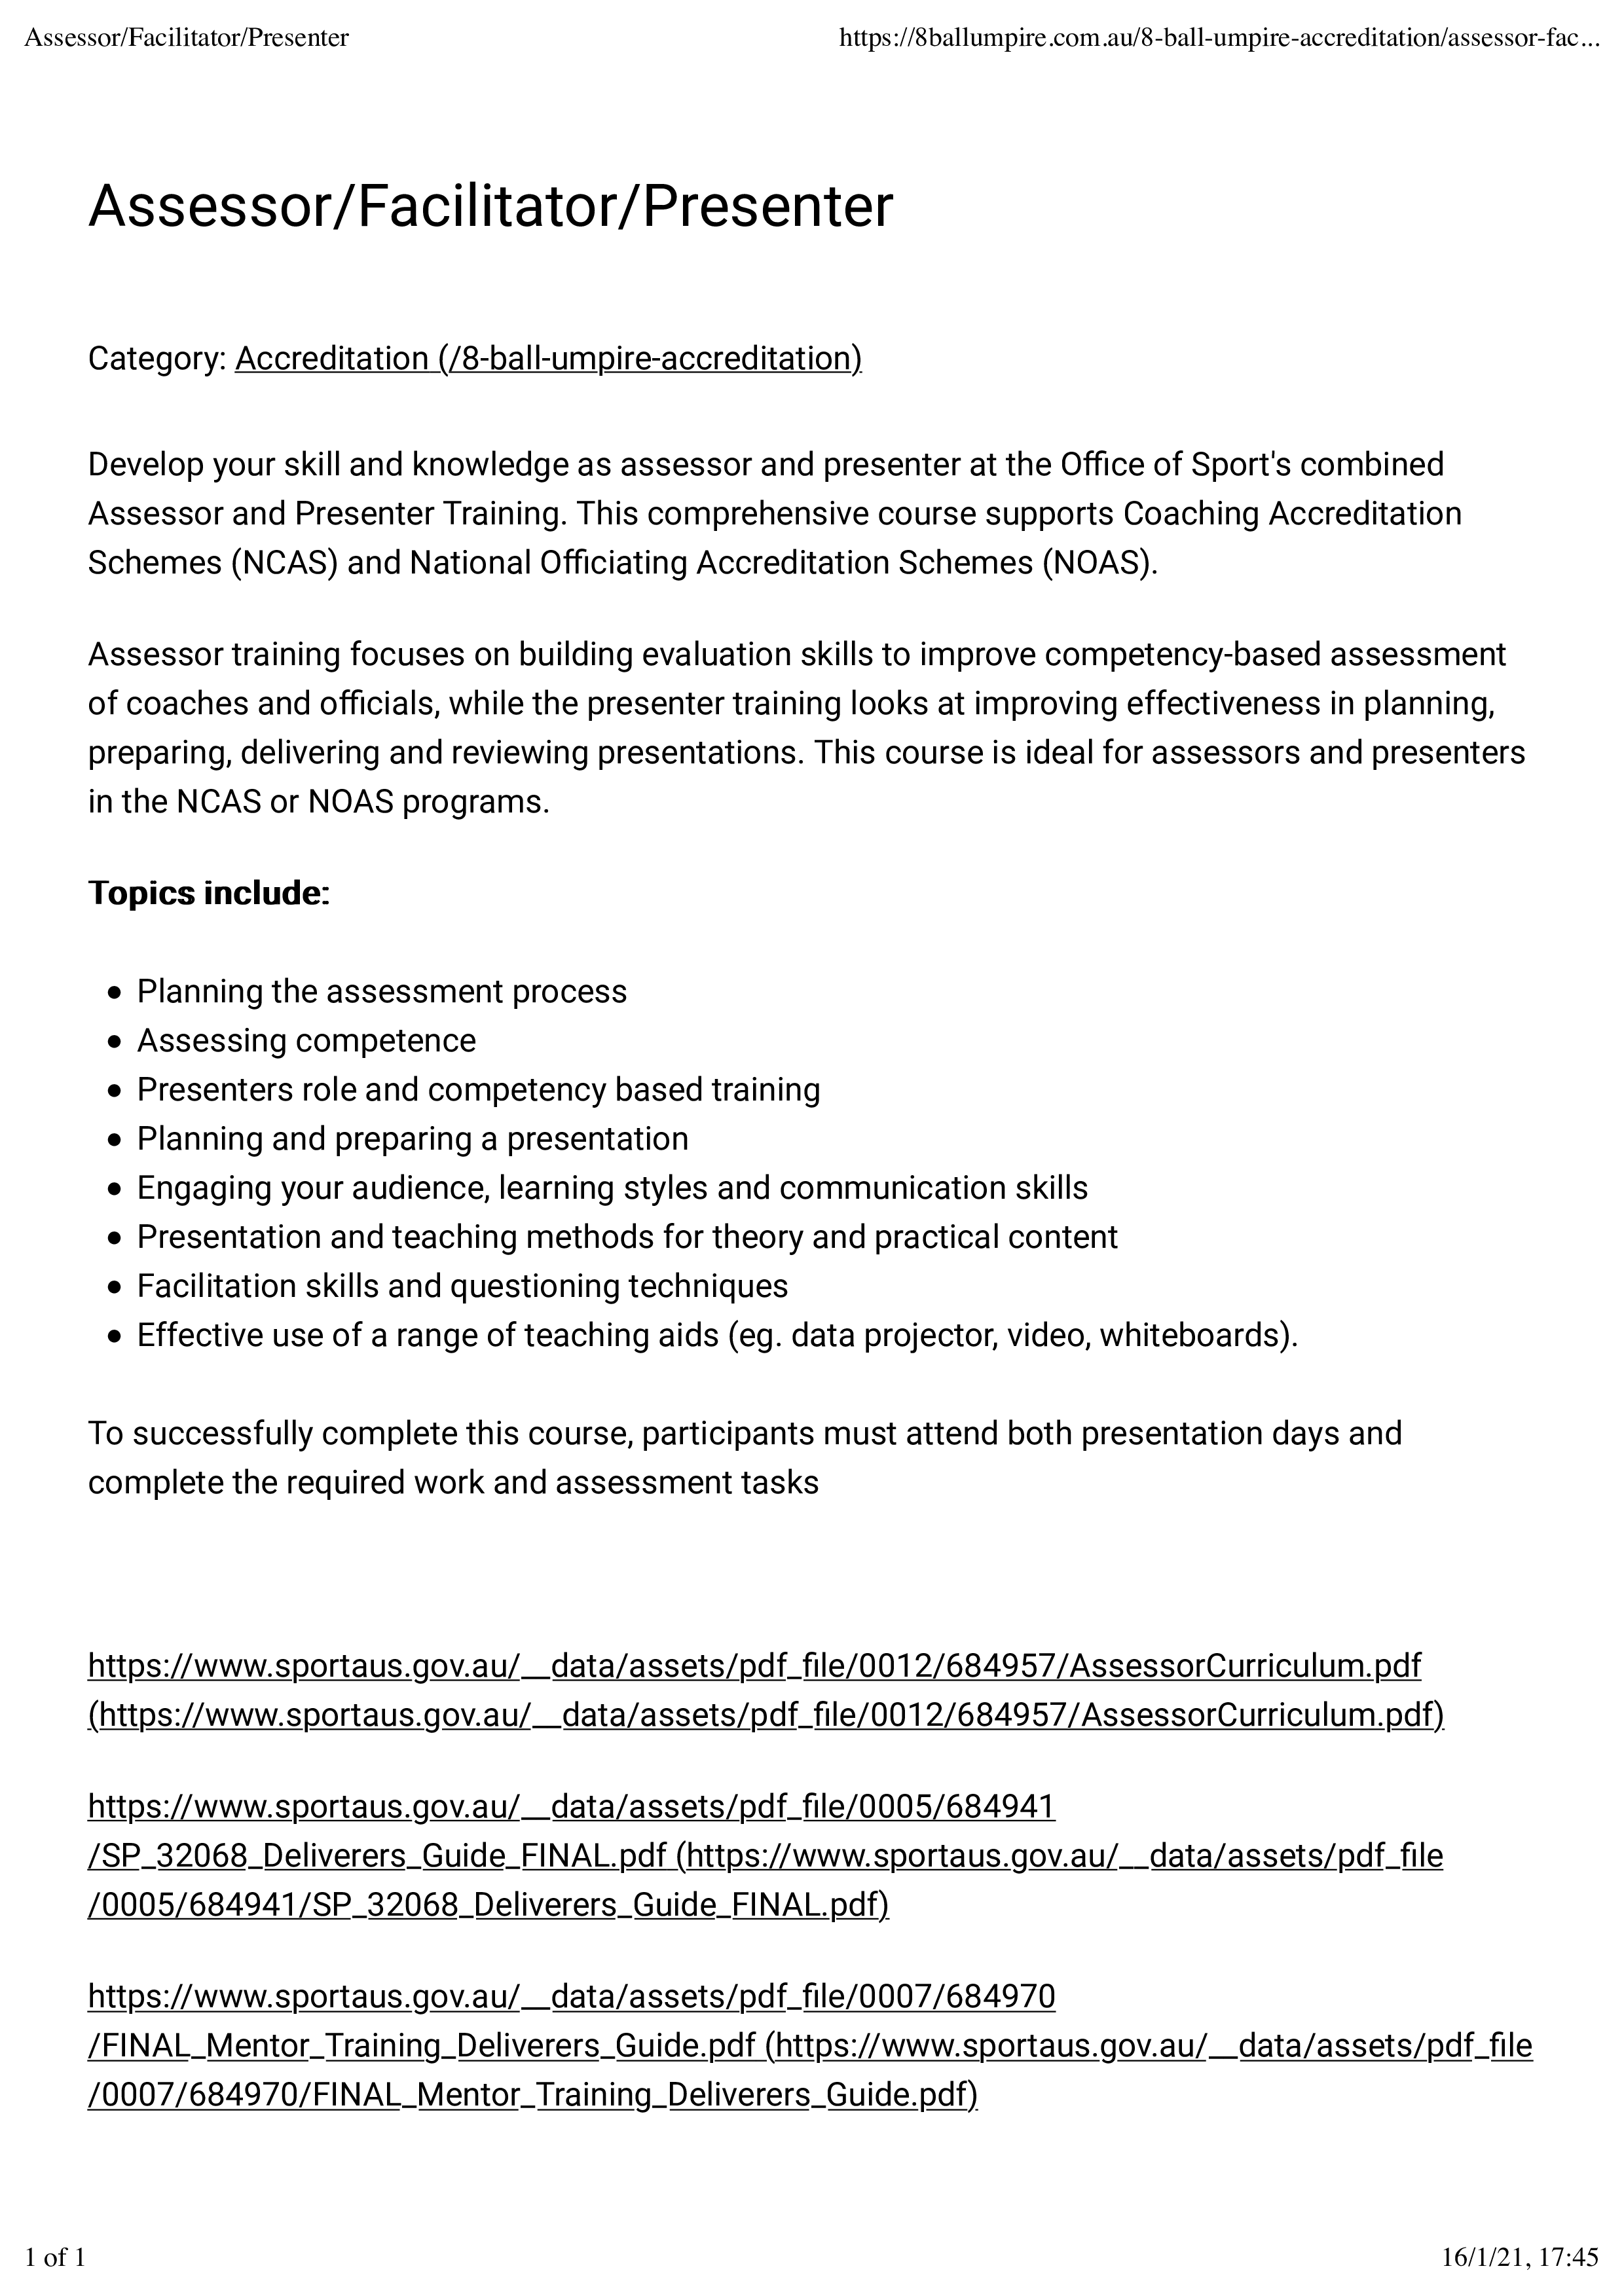 Assessor/Facilitator/Presenter
https://8ballumpire.com.au/8-ball-umpire-accreditation/assessor-fac...
Assessor/Facilitator/Presenter
Category: Accreditation (/8-ball-umpire-accreditation)
Develop your skill and knowledge as assessor and presenter at the Office of Sport's combined
Assessor and Presenter Training. This comprehensive course supports Coaching Accreditation
Schemes (NCAS) and National Officiating Accreditation Schemes (NOAS).
Assessor training focuses on building evaluation skills to improve competency-based assessment
of coaches and officials, while the presenter training looks at improving effectiveness in planning,
preparing, delivering and reviewing presentations. This course is ideal for assessors and presenters
in the NCAS or NOAS programs.
Topics include:
• Planning the assessment process
• Assessing competence
• Presenters role and competency based training
• Planning and preparing a presentation
• Engaging your audience, learning styles and communication skills
• Presentation and teaching methods for theory and practical content
• Facilitation skills and questioning techniques
• Effective use of a range of teaching aids (eg. data projector, video, whiteboards).
To successfully complete this course, participants must attend both presentation days and
complete the required work and assessment tasks
https://www.sportaus.gov.au/__data/assets/pdf_file/0012/684957/AssessorCurriculum.pdf
(https://www.sportaus.gov.au/__data/assets/pdf_file/0012/684957/AssessorCurriculum.pdf)
https://www.sportaus.gov.au/__data/assets/pdf_file/0005/684941
/SP_32068_Deliverers_Guide_FINAL.pdf (https://www.sportaus.gov.au/__data/assets/pdf_file
/0005/684941/SP_32068_Deliverers_Guide_FINAL.pdf)
https://www.sportaus.gov.au/__data/assets/pdf_file/0007/684970
/FINAL_Mentor_Training_Deliverers_Guide.pdf (https://www.sportaus.gov.au/__data/assets/pdf_file
/0007/684970/FINAL_Mentor_Training_Deliverers_Guide.pdf)
1 of 1
16/1/21, 17:45